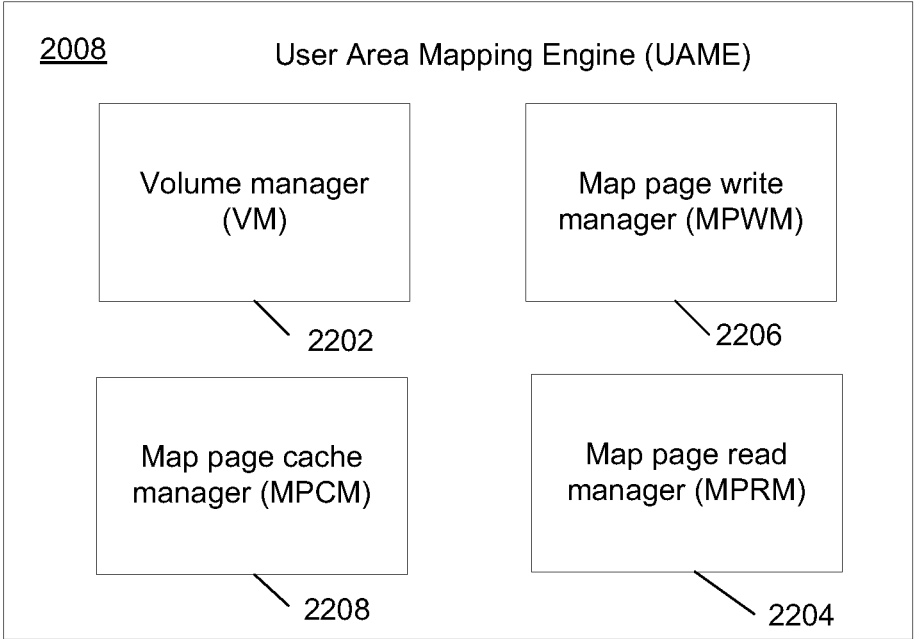 2008
User Area Mapping Engine (UAME)
Volume manager
(VM)
2202
Map page write
manager (MPWM)
2206
Map page cache
manager (MPCM)
2208
Map page read
manager (MPRM)
2204